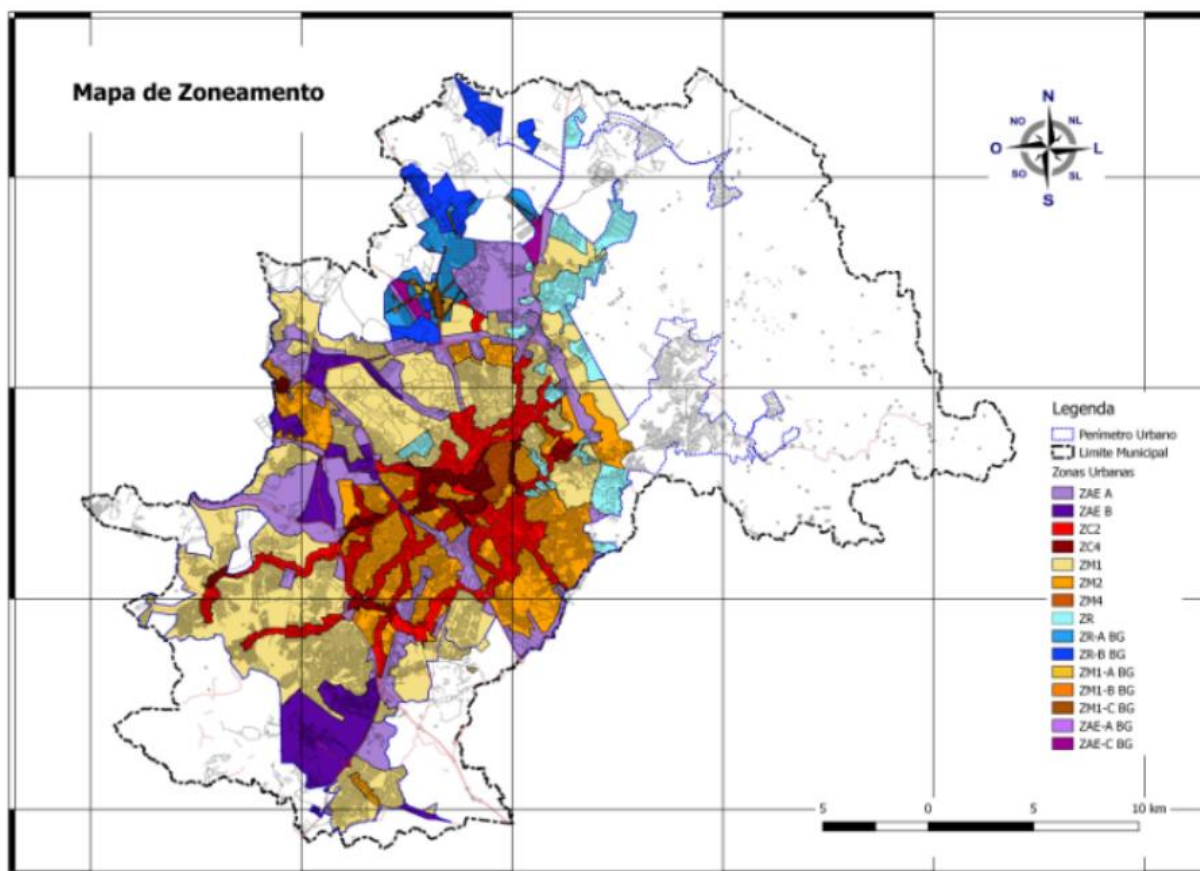 Mapa de Zoneamento
N
NO
NL
O
L
SO
SL
S
Legenda
Perímetro Urbano
Limite Municipal
Zonas Urbanas
ZAE A
ZAE B
ZC2
ZC4
ZM1
ZM2
ZM4
ZR
ZR-A BG
ZR-B BG
ZM1-A BG
ZM1-B BG
ZM1-C BG
ZAE-A BG
ZAE-C BG
5 0 5 10 km